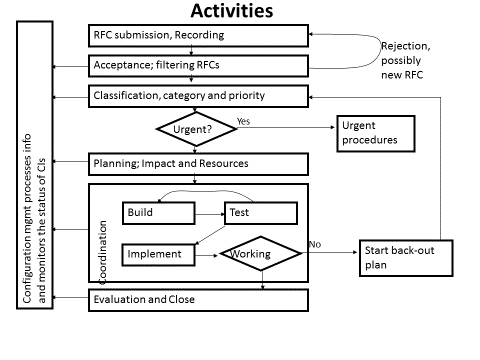 Activities
RFC submission, Recording
Rejection,
possibly
new RFC
Acceptance; filtering RFCs
Classification, category and priority
Urgent?
Yes
Urgent
procedures
Planning; Impact and Resources
Configuration mgmt processes info
and monitors the status of CIs
Coordination
Build
Test
Implement
Working
No
Start back-out
plan
Evaluation and Close